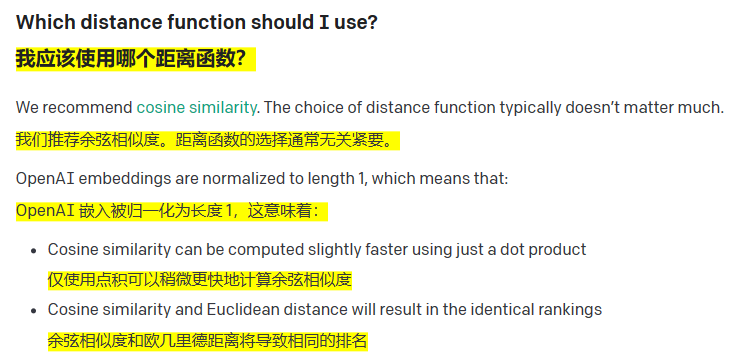 Which distance function should I use?
我应该使用哪个距离函数？
We recommend cosine similarity. The choice of distance function typically doesn’t matter much.
我们推荐余弦相似度。距离函数的选择通常无关紧要。
OpenAI embeddings are normalized to length 1, which means that:
OpenAI 嵌入被归一化为长度 1，这意味着：
• Cosine similarity can be computed slightly faster using just a dot product
仅使用点积可以稍微更快地计算余弦相似度
• Cosine similarity and Euclidean distance will result in the identical rankings
余弦相似度和欧几里德距离将导致相同的排名